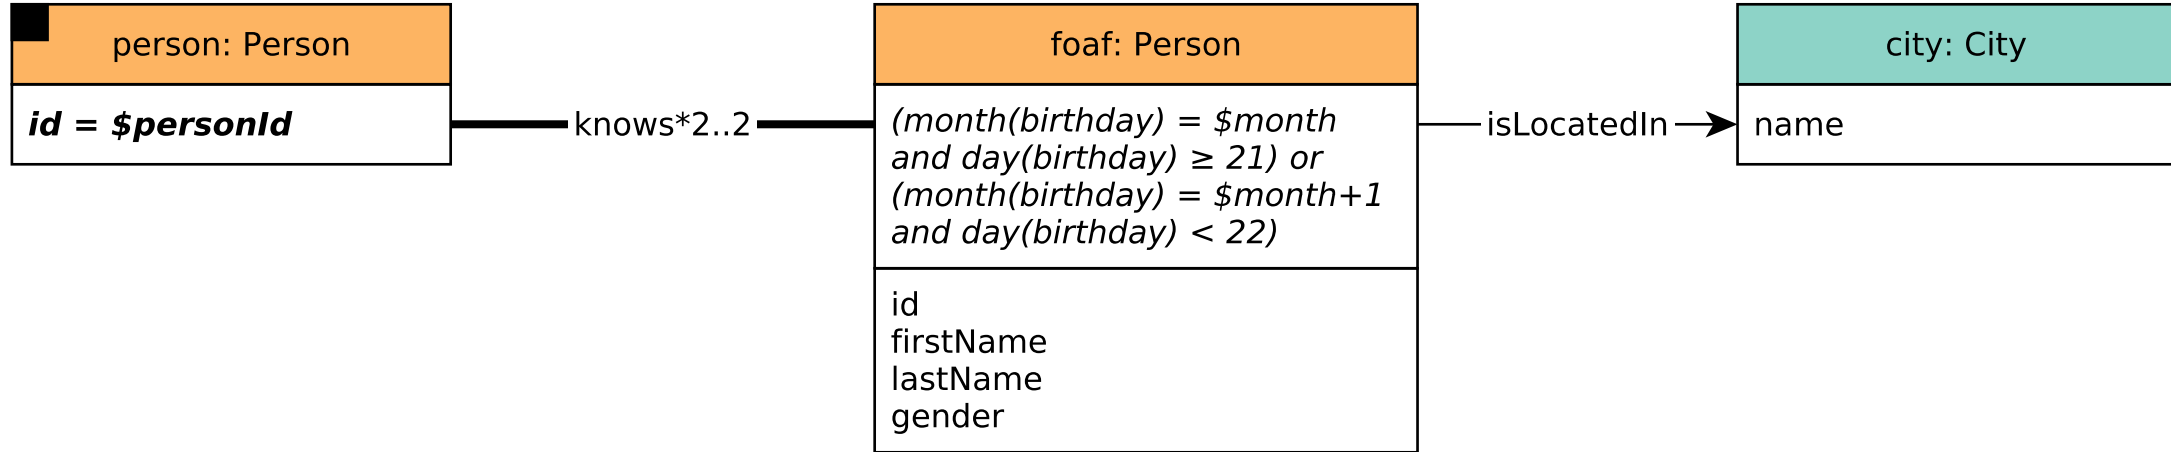 person: Person
id = $personId
knows*2..2
foaf: Person
(month(birthday) = $month
and day(birthday) ≥ 21) or
(month(birthday) = $month+1
and day(birthday) < 22)
id
firstName
lastName
gender
isLocatedIn
city: City
name